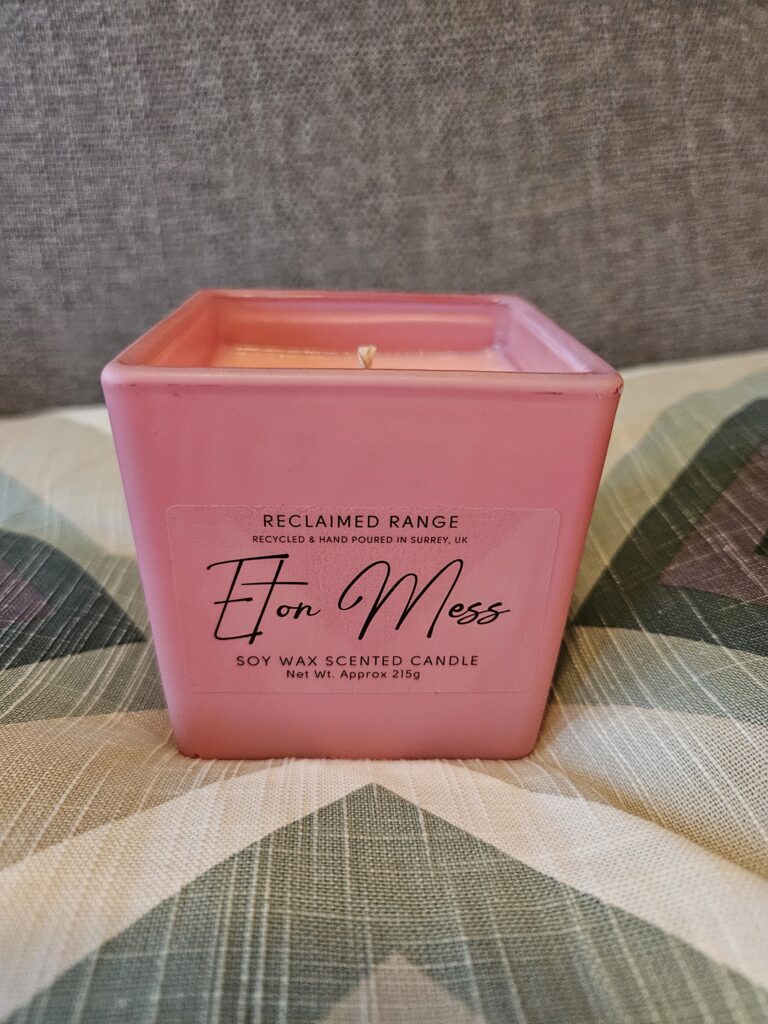 RECLAIMED RANGE
RECYCLED & HAND POURED IN SURREY, UK
Eton Mess
SOY WAX SCENTED CANDLE
Net Wt. Approx 215g